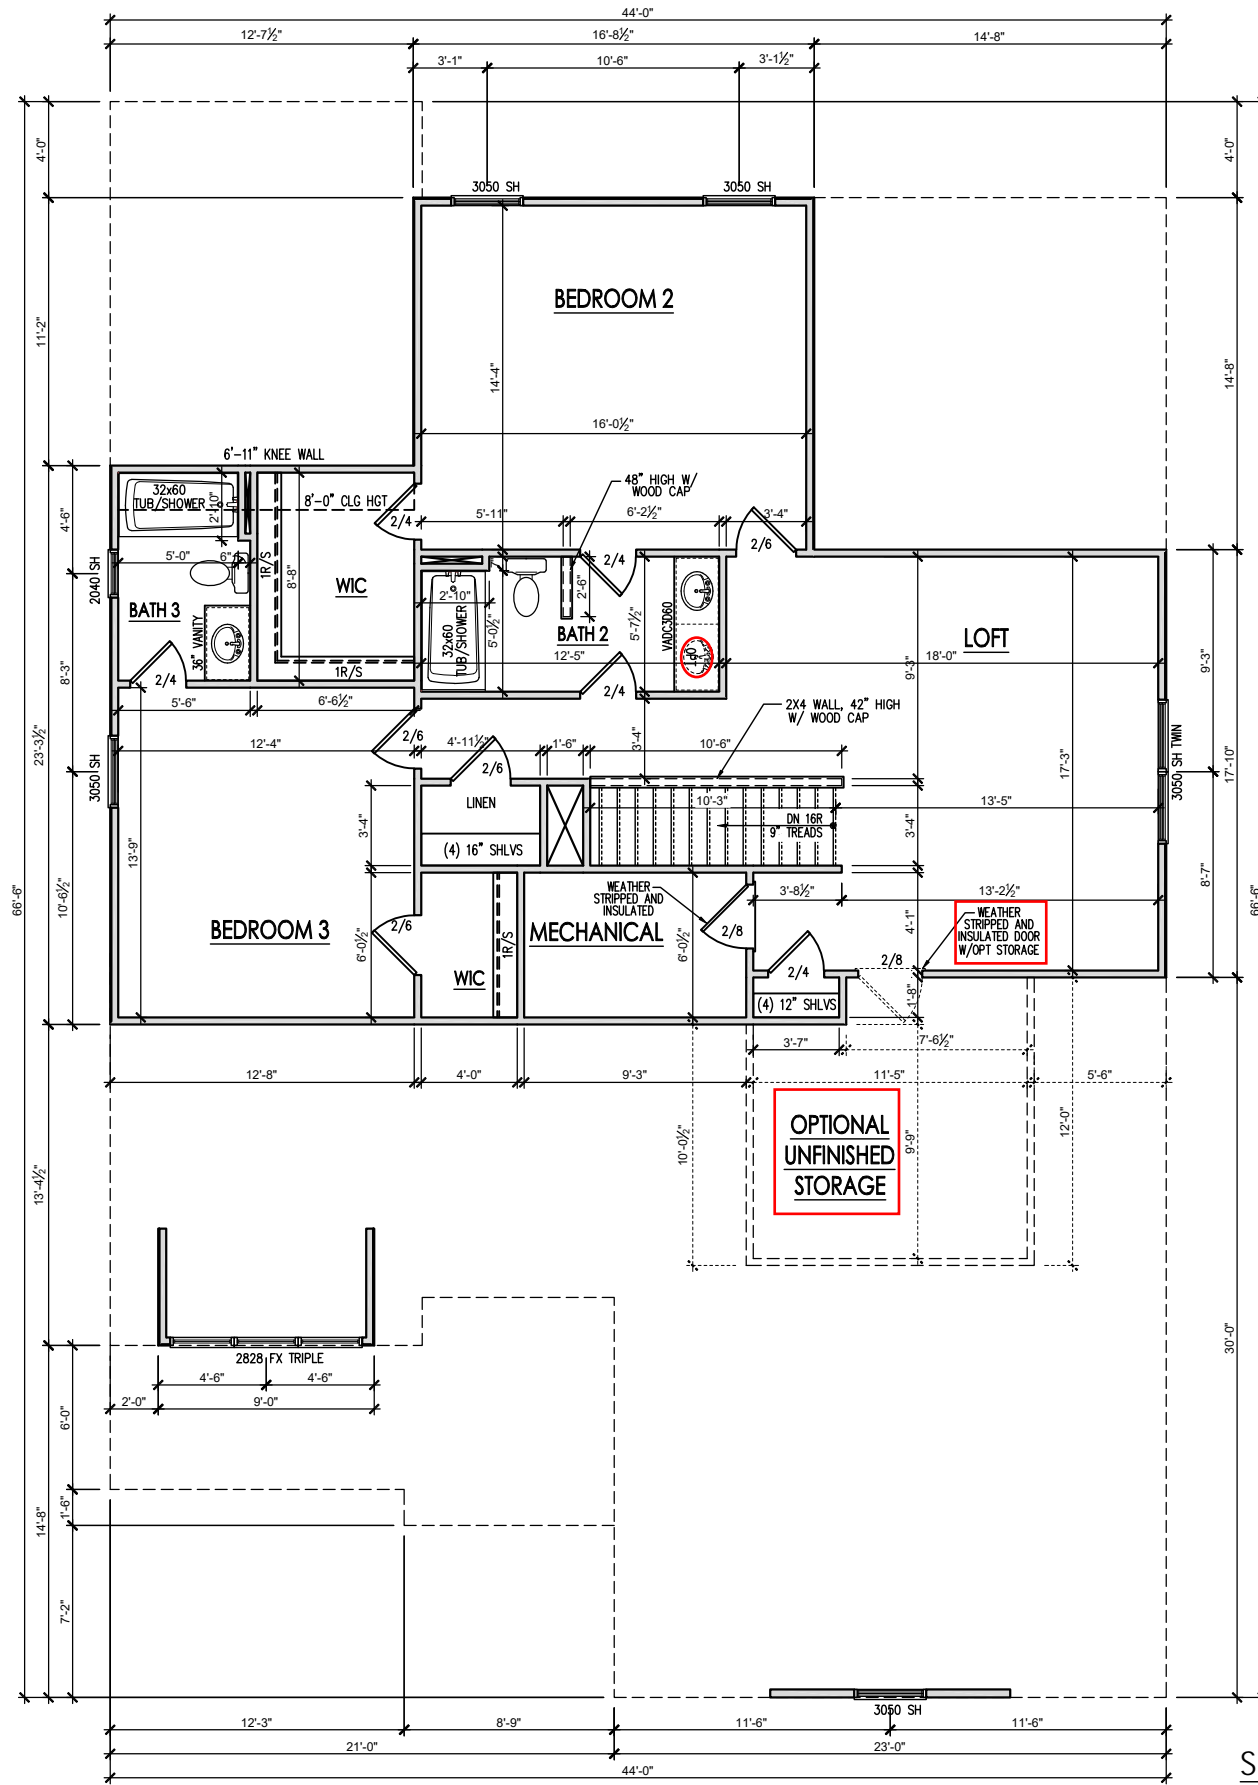 44'-0"
12'-7½"
16'-8½"
14'-8"
3'-1"
10'-6"
3'-1½"
4'-0"
4'-0"
3050 SH
3050 SH
BEDROOM 2
11'-2"
14'-4"
14'-8"
16'-0½"
6'-11" KNEE WALL
48" HIGH W/
WOOD CAP
32x60
TUB/SHOWER
8'-0" CLG HGT
2'-10"
2/4
5'-11"
6'-2½"
3'-4"
2/6
4'-6"
5'-0"
6"
1R/S
8'-8"
2/4
2040 SH
WIC
2'-10"
2'-6"
BATH 3
36" VANITY
32x60
TUB/SHOWER
5'-0½"
BATH 2
5'-7½"
VADC3D60
OPT
LOFT
12'-5"
18'-0"
9'-3"
9'-3"
2/4
1R/S
2/4
8'-3"
5'-6"
6'-6½"
2X4 WALL, 42" HIGH
W/ WOOD CAP
23'-3½"
12'-4"
2/6
4'-11½"
1'-6"
3'-4"
10'-6"
17'-3"
17'-10"
3050 SH TWIN
3050 SH
2/6
LINEN
10'-3"
13'-5"
DN 16R
9" TREADS
3'-4"
3'-4"
13'-9"
(4) 16" SHLVS
8'-7"
66'-6"
66'-0"
10'-6½"
WEATHER
STRIPPED AND
INSULATED
3'-8½"
13'-2½"
BEDROOM 3
2/6
6'-0½"
1R/S
MECHANICAL
2/8
6'-0½"
4'-1"
WEATHER
STRIPPED AND
INSULATED DOOR
W/OPT STORAGE
WIC
2/4
2/8
(4) 12" SHLVS
1'-8"
3'-7"
7'-6½"
12'-8"
4'-0"
9'-3"
11'-5"
5'-6"
OPTIONAL
UNFINISHED
STORAGE
10'-0½"
9'-9"
12'-0"
13'-4½"
30'-0"
2828 FX TRIPLE
4'-6"
4'-6"
2'-0"
9'-0"
6'-0"
1'-6"
14'-8"
7'-2"
3050 SH
12'-3"
8'-9"
11'-6"
11'-6"
21'-0"
23'-0"
44'-0"
S